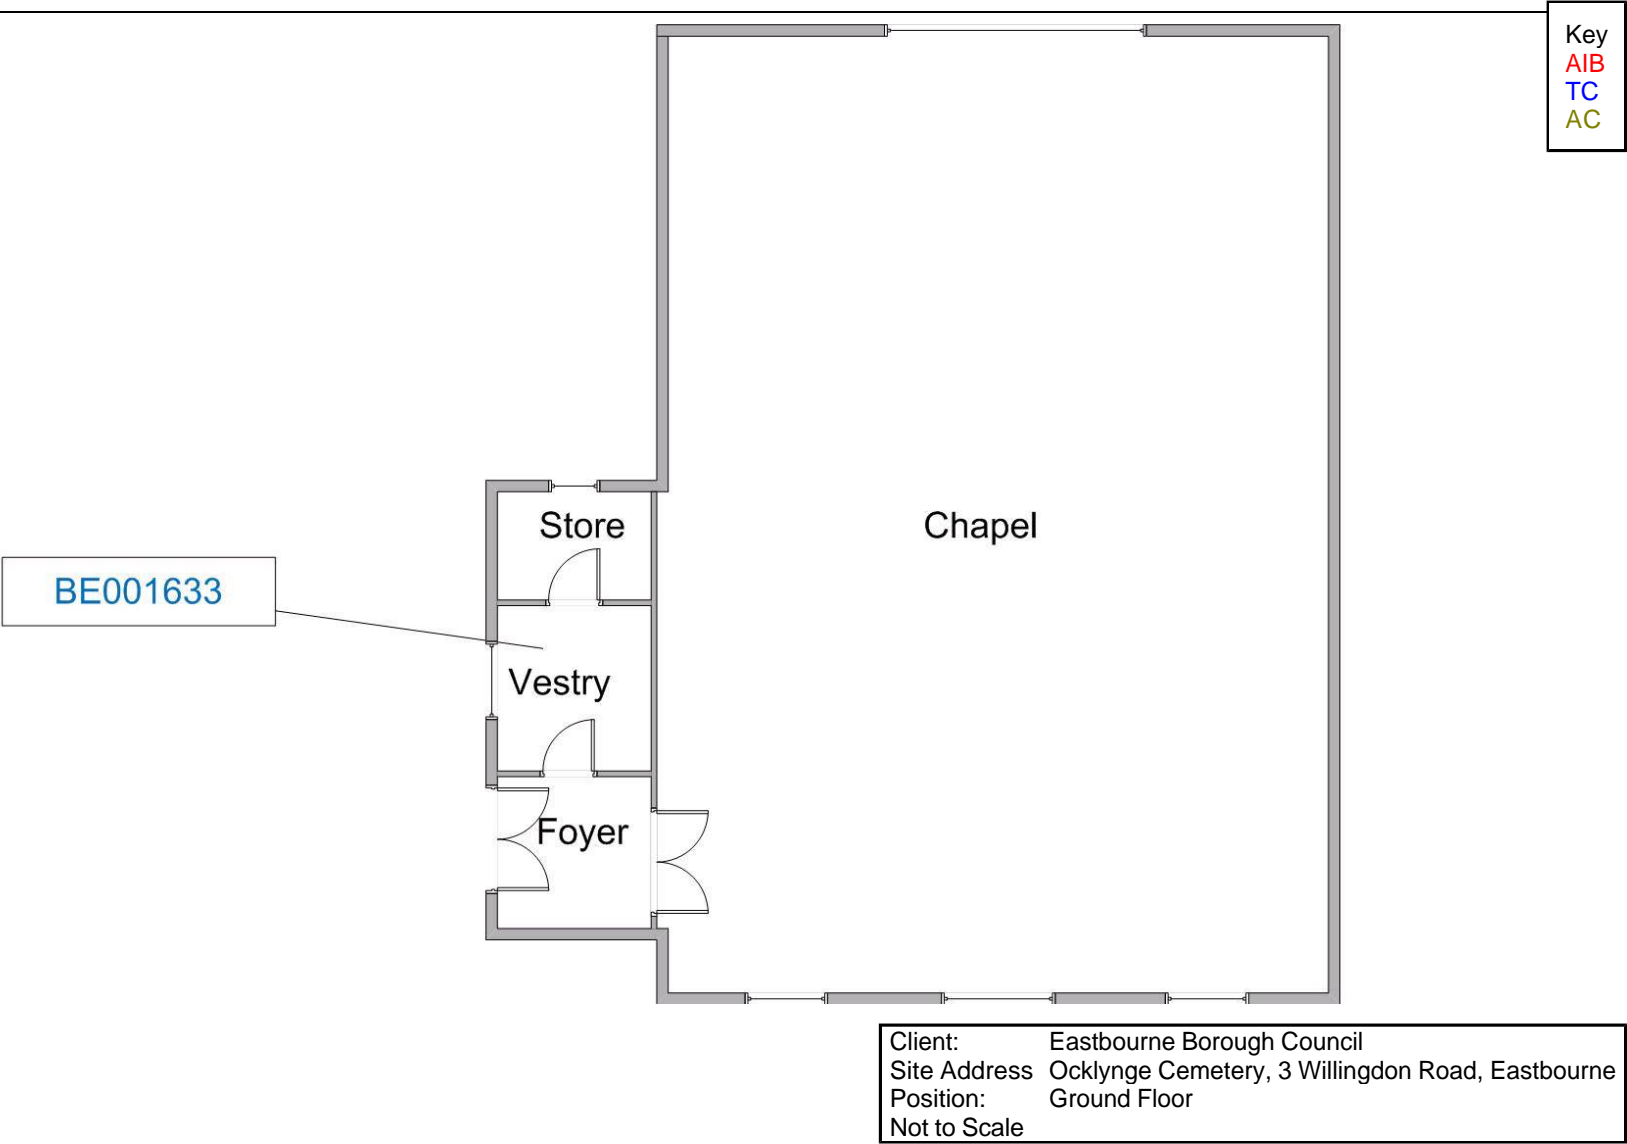 Key
AIB
TC
AC
Store
Chapel
BE001633
Vestry
Foyer
Client: Eastbourne Borough Council
Site Address Ocklynge Cemetery, 3 Willingdon Road, Eastbourne
Position: Ground Floor
Not to Scale